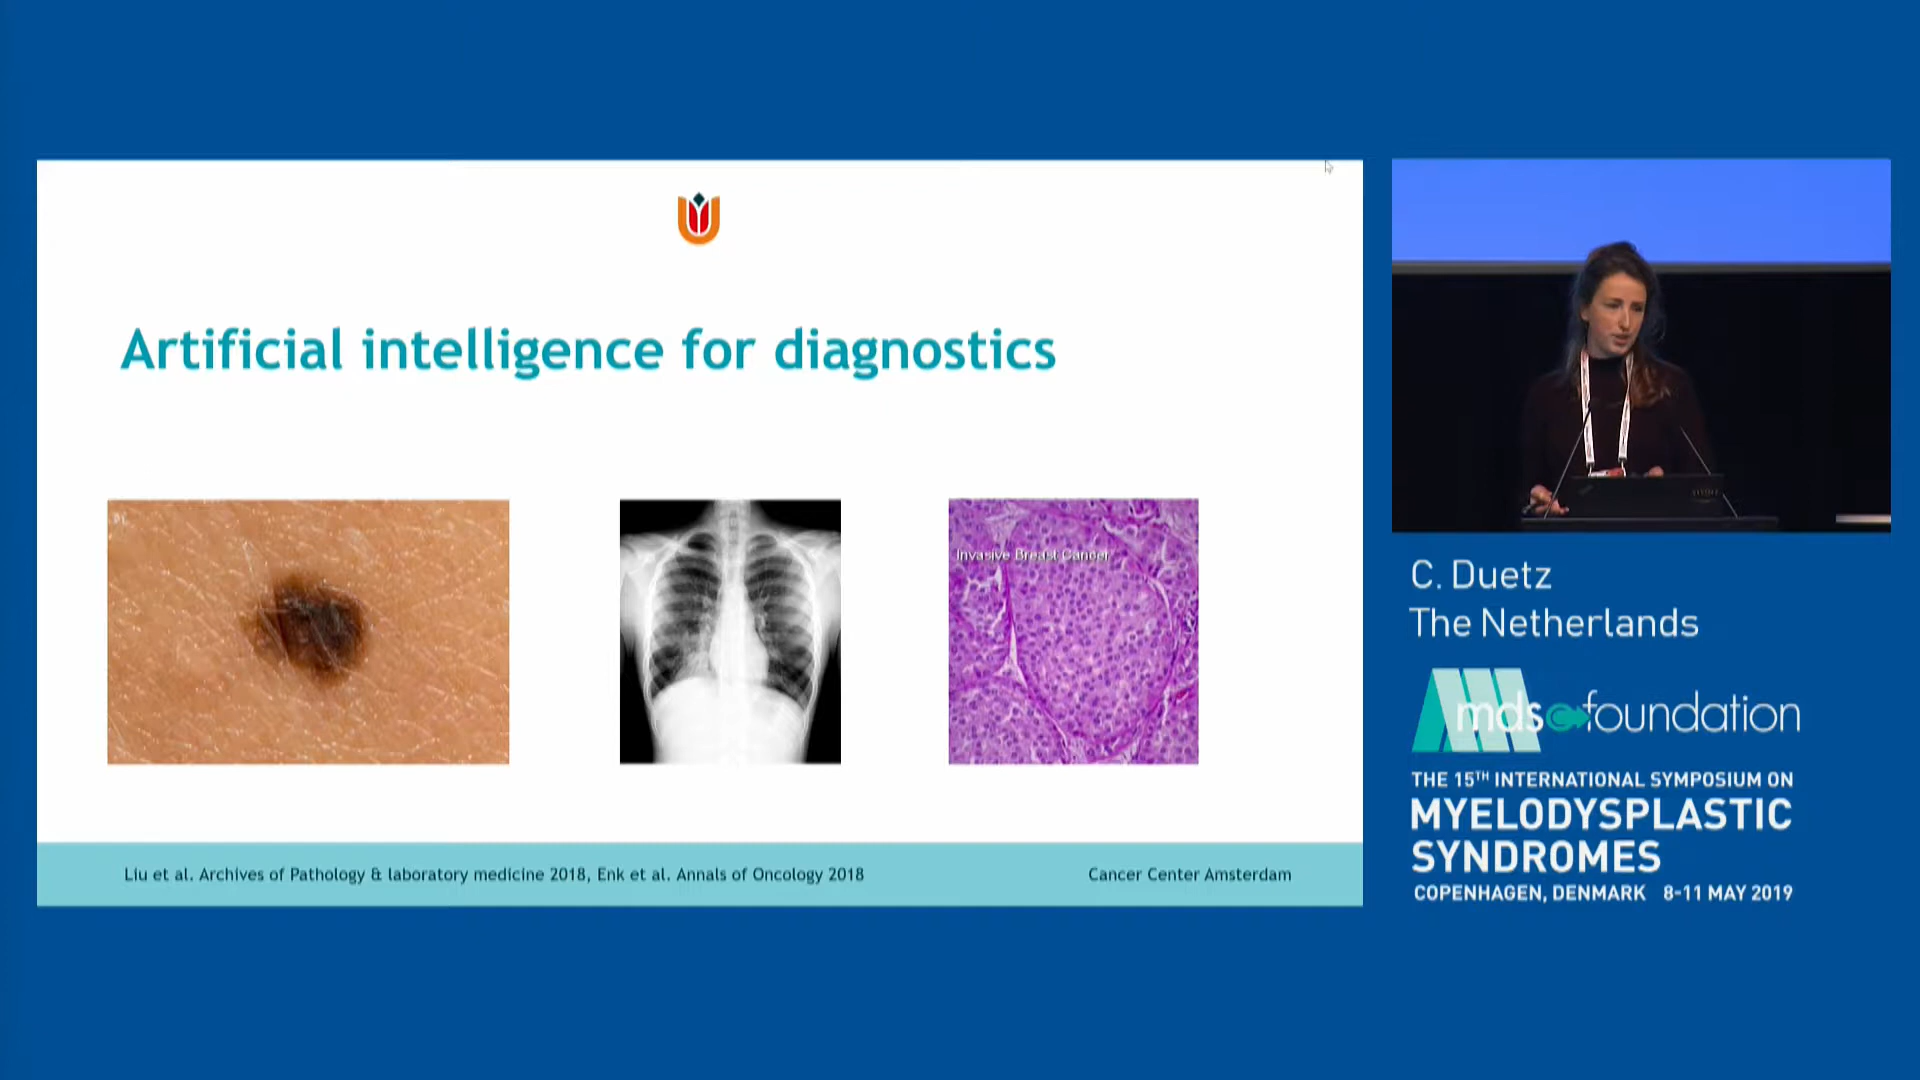 Artificial intelligence for diagnostics
Invasive Breast Cancer
Liu et al. Archives of Pathology & laboratory medicine 2018, Enk et al. Annals of Oncology 2018
Cancer Center Amsterdam
C. Duetz
The Netherlands
mds foundation
THE 15TH INTERNATIONAL SYMPOSIUM ON
MYELODYSPLASTIC
SYNDROMES
COPENHAGEN, DENMARK 8-11 MAY 2019